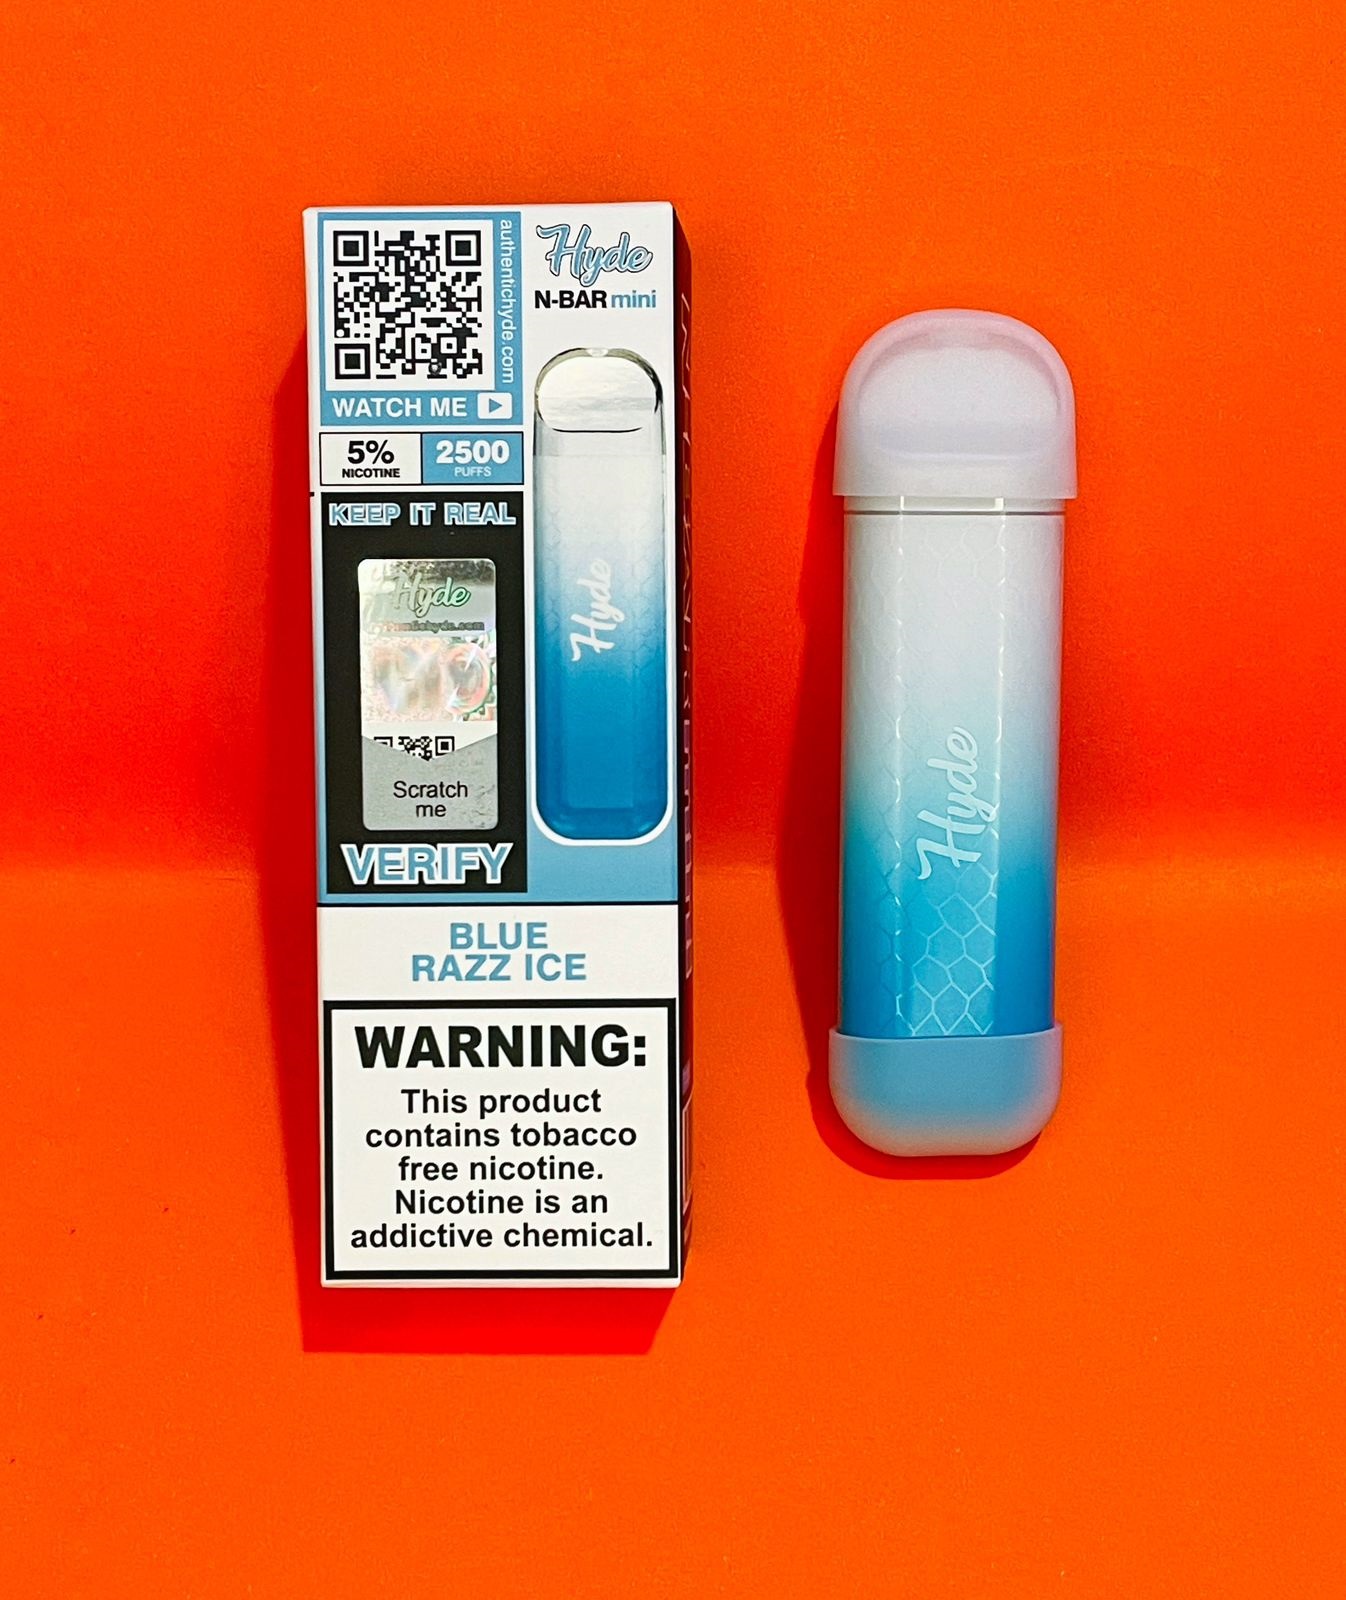 authentichyde.com
WATCH ME
Hyde
N-BAR mini
5%
NICOTINE
2500
PUFFS
KEEP IT REAL
Hyde
Scratch
me
VERIFY
Hyde
BLUE
RAZZ ICE
WARNING:
This product
contains tobacco
free nicotine.
Nicotine is an
addictive chemical.
Hyde